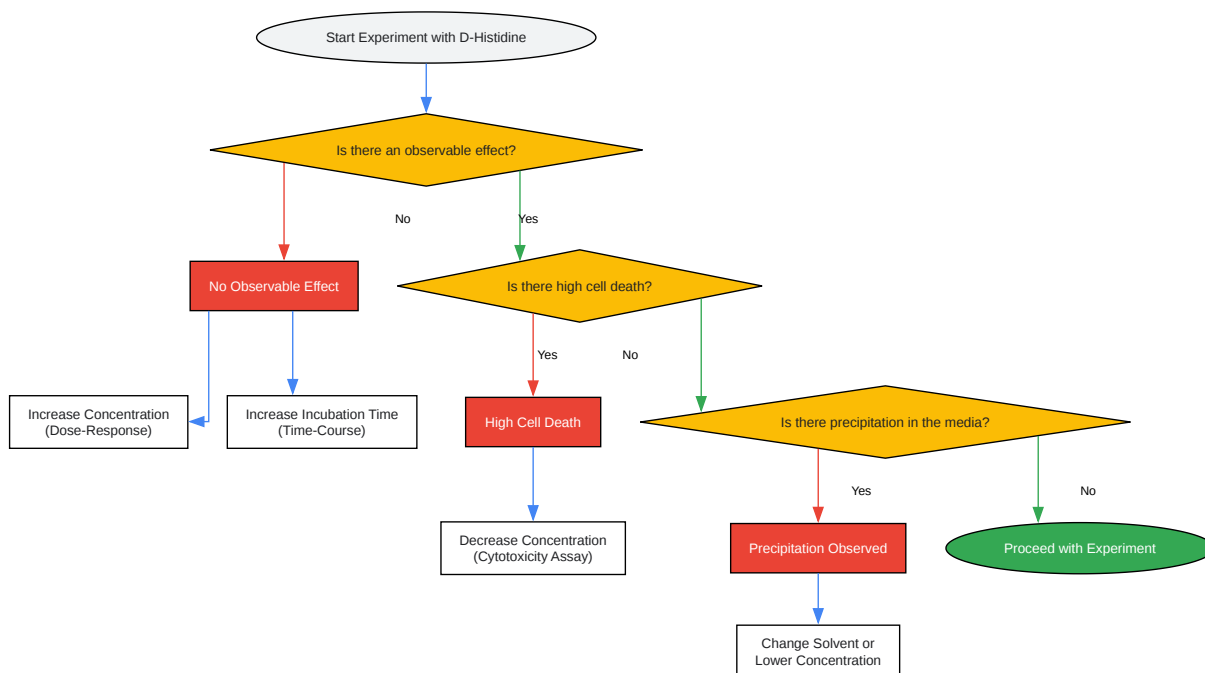 Start Experiment with D-Histidine
Is there an observable effect?
No
Yes
No Observable Effect
Is there high cell death?
Yes
No
Increase Concentration
(Dose-Response)
Increase Incubation Time
(Time-Course)
High Cell Death
Is there precipitation in the media?
Yes
No
Decrease Concentration
(Cytotoxicity Assay)
Precipitation Observed
Proceed with Experiment
Change Solvent or
Lower Concentration